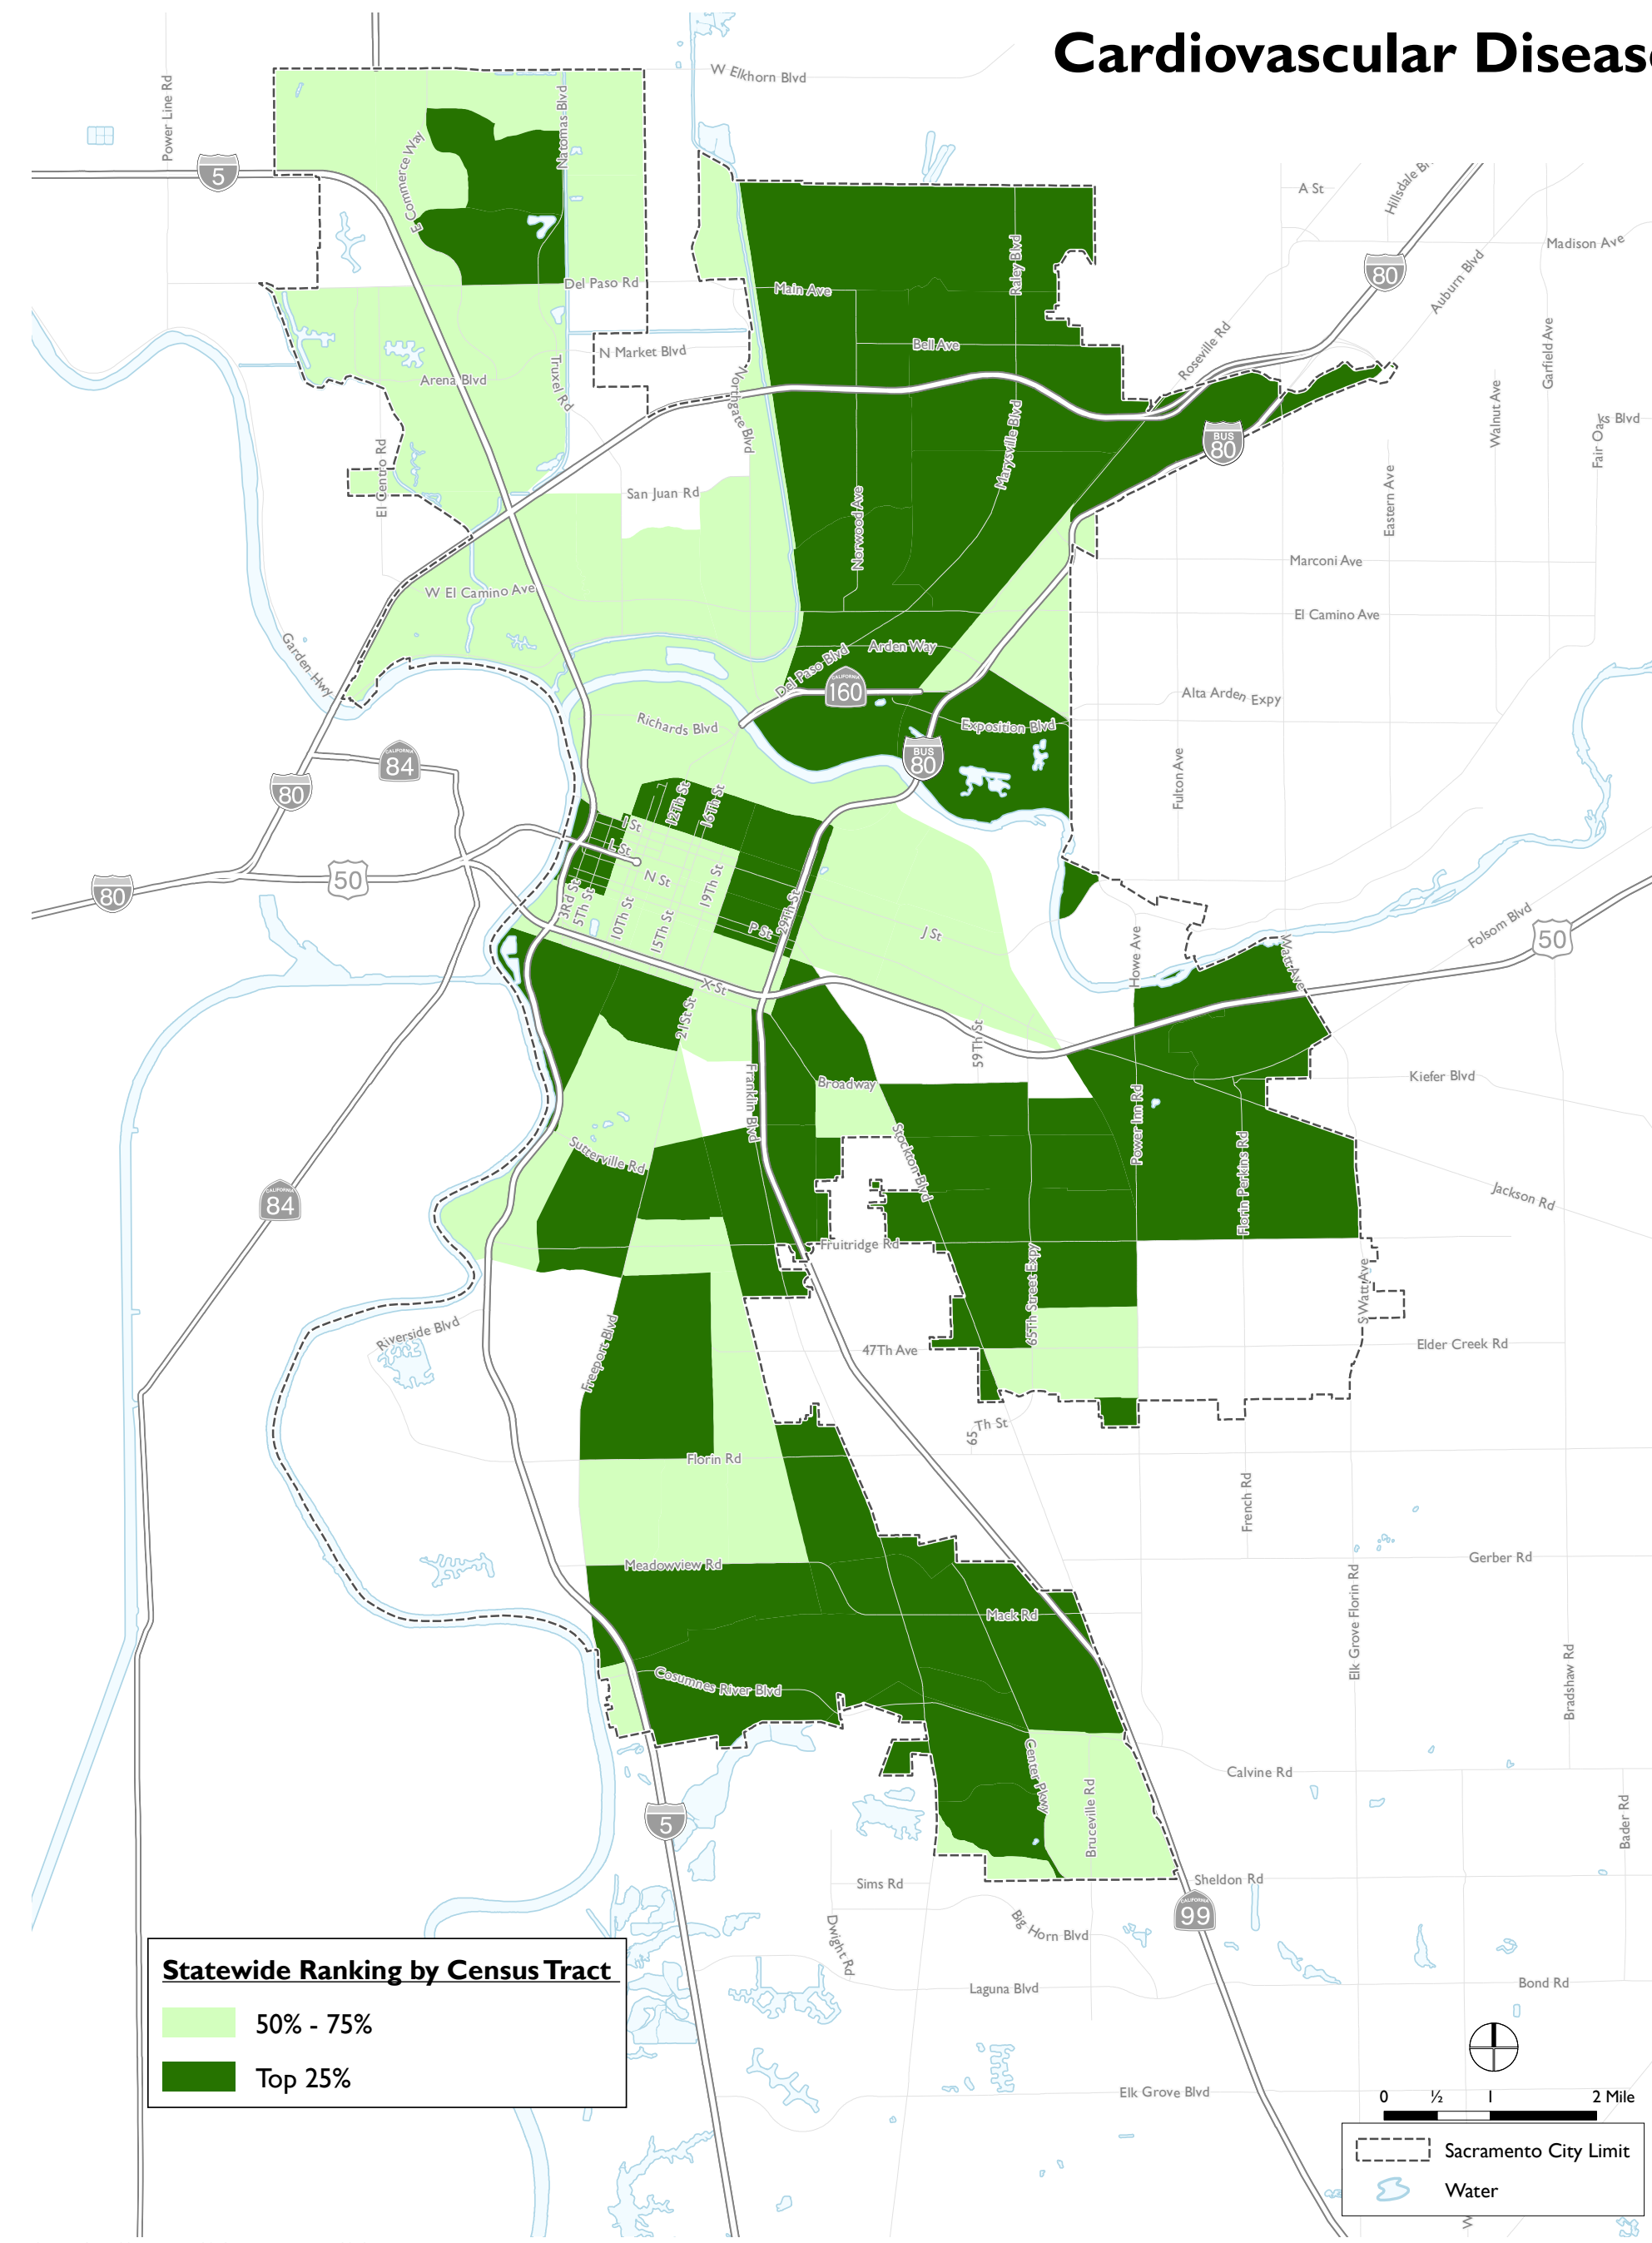 Cardiovascular Diseas
W Elkhorn Blvd
Power Line Rd
Natomas Blvd
E Commerce Way
5
A St
Hillsdale Bl
Madison Ave
80
Auburn Blvd
Raley Blvd
Del Paso Rd
Main Ave
Bell Ave
N Market Blvd
Roseville Rd
Garfield Ave
Arena Blvd
Truxel Rd
Northgate Blvd
Marysville Blvd
Walnut Ave
ks Blvd
Fair Oa
BUS
80
El Centro Rd
San Juan Rd
Norwood Ave
Eastern Ave
Marconi Ave
W El Camino Ave
El Camino Ave
Garden Hwy
Del Paso Blvd
Arden Way
CALIFORNIA
160
Alta Arden Expy
Richards Blvd
Exposition Blvd
BUS
80
CALIFORNIA
84
80
Fulton Ave
12Th St
16Th St
I St
L St
N St
19Th St
50
80
3Rd St
5Th St
10Th St
15Th St
P St
29Th St
J St
Folsom Blvd
50
Howe Ave
Watt Ave
X St
21St St
59Th St
Broadway
Kiefer Blvd
Franklin Blvd
Power Inn Rd
Stockton Blvd
Sutterville Rd
Florin Perkins Rd
CALIFORNIA
84
Jackson Rd
Fruitridge Rd
65Th Street Expy
S Watt Ave
Riverside Blvd
Freeport Blvd
47Th Ave
Elder Creek Rd
65 Th St
Florin Rd
French Rd
Meadowview Rd
Gerber Rd
Mack Rd
Elk Grove Florin Rd
Bradshaw Rd
Cosumnes River Blvd
Center Pkwy
Calvine Rd
Bruceville Rd
Bader Rd
5
Sims Rd
Sheldon Rd
CALIFORNIA
99
Big Horn Blvd
Dwight Rd
Laguna Blvd
Bond Rd
Statewide Ranking by Census Tract
50% - 75%
Top 25%
Elk Grove Blvd
0 ½ 1 2 Mile
Sacramento City Limit
Water
W